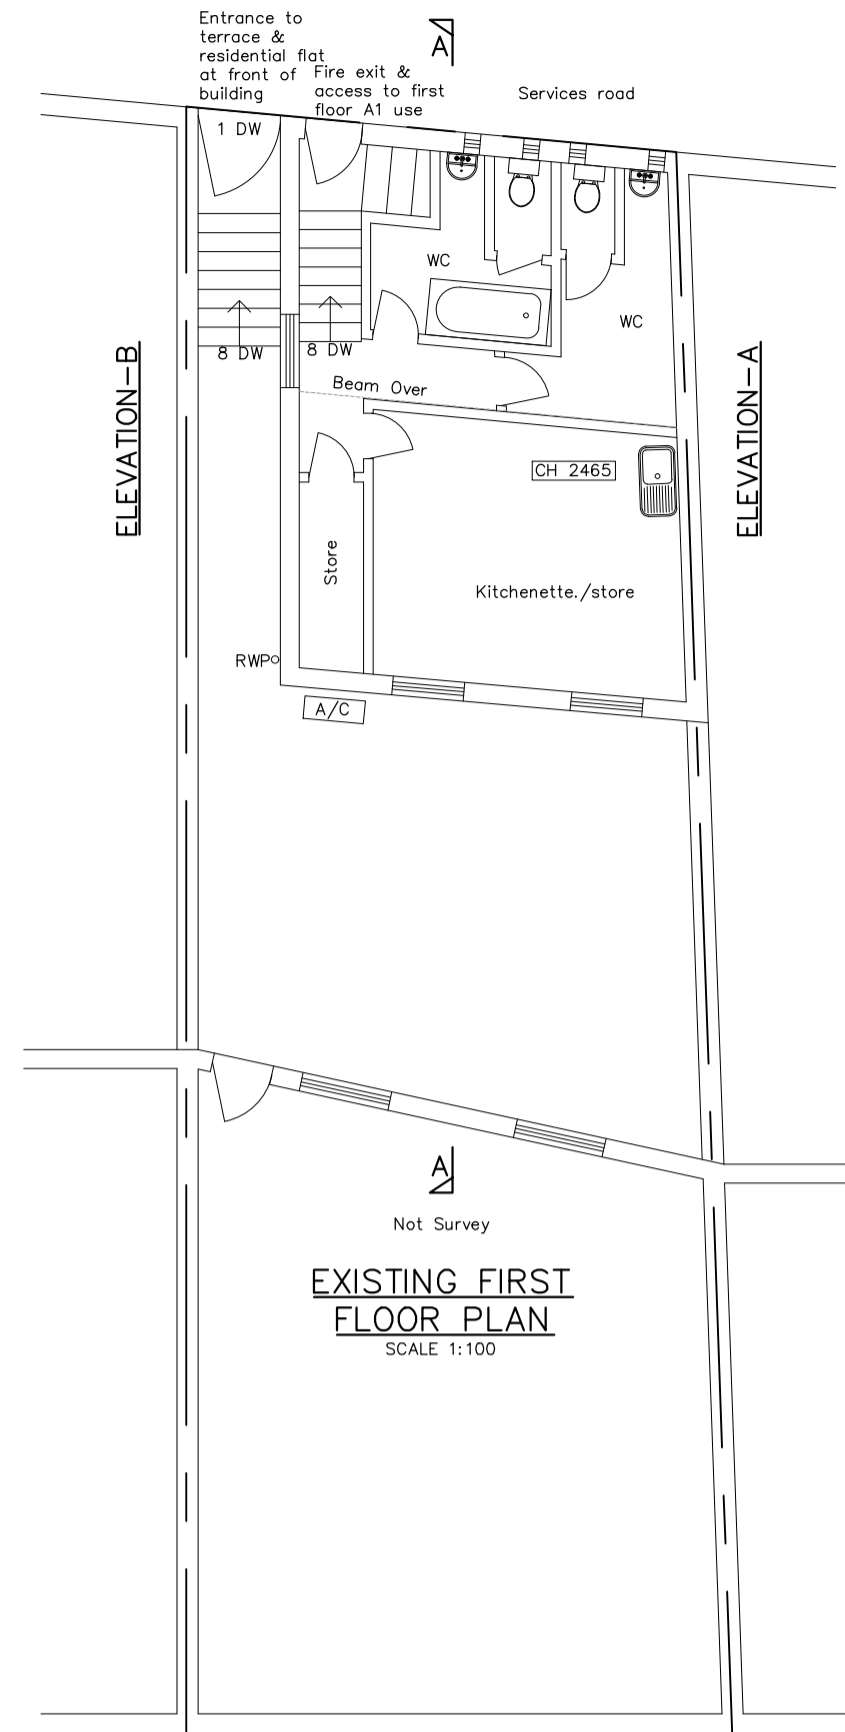 Entrance to
terrace &
residential flat
at front of
building
Fire exit &
access to first
floor A1 use
A
Services road
1 DW
WC
WC
8 DW
8 DW
Beam Over
ELEVATION-B
ELEVATION-A
CH 2465
Store
Kitchenette./store
RWP
A/C
A
Not Survey
EXISTING FIRST
FLOOR PLAN
SCALE 1:100